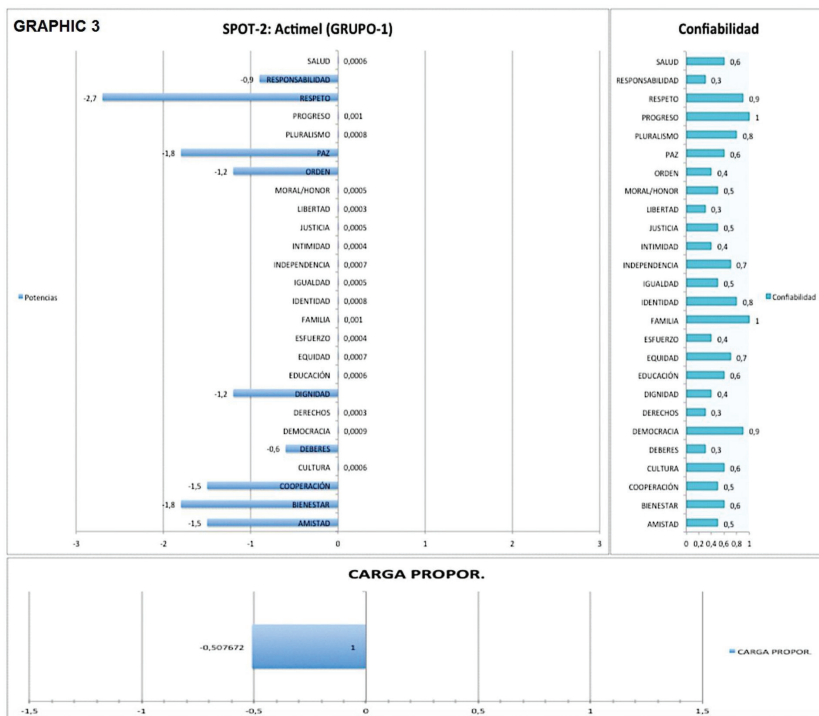 GRAPHIC 3
SPOT-2: Actimel (GRUPO-1)
SALUD 0,0006
-0,9 RESPONSABILIDAD
-2,7 RESPETO
PROGRESO 0,001
PLURALISMO 0,0008
-1,8 PAZ
-1,2 ORDEN
MORAL/HONOR 0,0005
LIBERTAD 0,0003
JUSTICIA 0,0005
INTIMIDAD 0,0004
INDEPENDENCIA 0,0007
IGUALDAD 0,0005
IDENTIDAD 0,0008
FAMILIA 0,001
ESFUERZO 0,0004
EQUIDAD 0,0007
EDUCACIÓN 0,0006
-1,2 DIGNIDAD
DERECHOS 0,0003
DEMOCRACIA 0,0009
-0,6 DEBERES
CULTURA 0,0006
-1,5 COOPERACIÓN
-1,8 BIENESTAR
-1,5 AMISTAD
-3 -2 -1 0 1 2 3
Potencias
Confiabilidad
SALUD 0,6
RESPONSABILIDAD 0,3
RESPETO 0,9
PROGRESO 1
PLURALISMO 0,8
PAZ 0,6
ORDEN 0,4
MORAL/HONOR 0,5
LIBERTAD 0,3
JUSTICIA 0,5
INTIMIDAD 0,4
INDEPENDENCIA 0,7
IGUALDAD 0,5
IDENTIDAD 0,8
FAMILIA 1
ESFUERZO 0,4
EQUIDAD 0,7
EDUCACIÓN 0,6
DIGNIDAD 0,4
DERECHOS 0,3
DEMOCRACIA 0,9
DEBERES 0,3
CULTURA 0,6
COOPERACIÓN 0,5
BIENESTAR 0,6
AMISTAD 0,5
0 0,2 0,4 0,6 0,8 1
Confiabilidad
CARGA PROPOR.
-0,507672 1
CARGA PROPOR.
-1,5 -1 -0,5 0 0,5 1 1,5